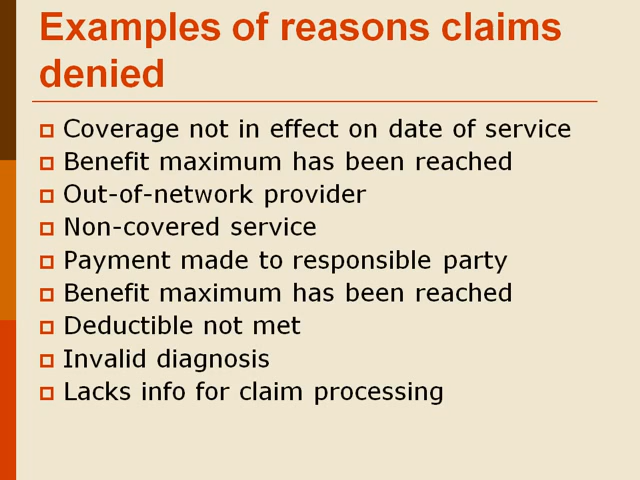 Examples of reasons claims
denied
Coverage not in effect on date of service
Benefit maximum has been reached
Out-of-network provider
Non-covered service
Payment made to responsible party
Benefit maximum has been reached
Deductible not met
Invalid diagnosis
Lacks info for claim processing